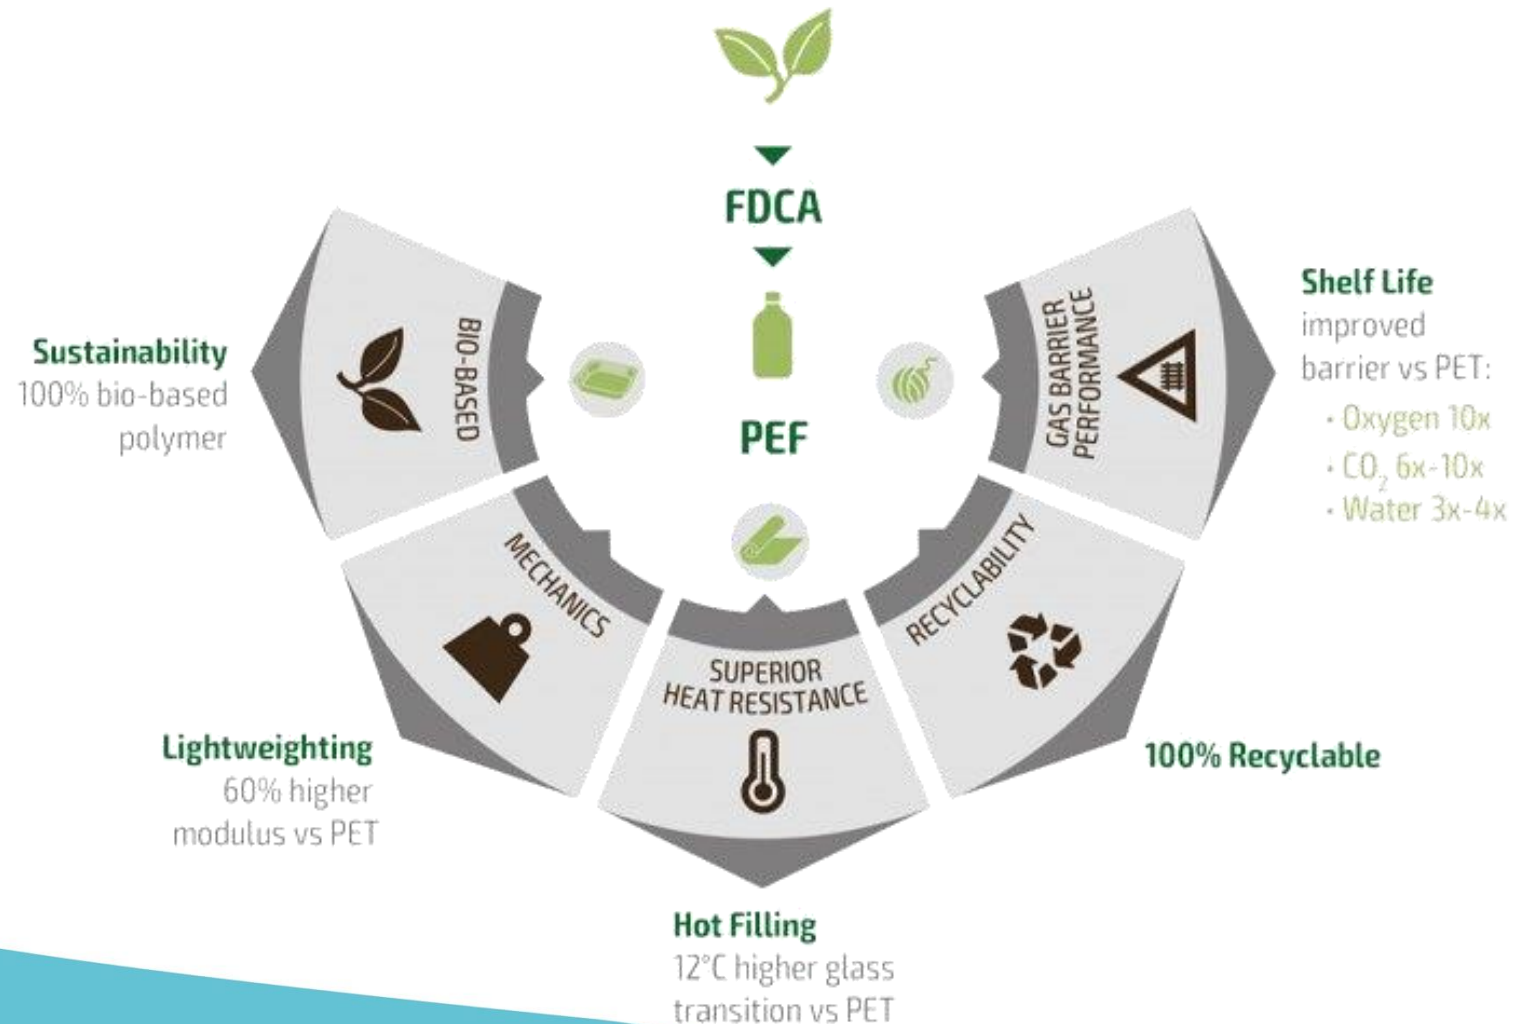 FDCA
PEF
Sustainability
100% bio-based
polymer
BIO-BASED
MECHANICS
Lightweighting
60% higher
modulus vs PET
SUPERIOR
HEAT RESISTANCE
Hot Filling
12°C higher glass
transition vs PET
RECYCLABILITY
100% Recyclable
GAS BARRIER
PERFORMANCE
Shelf Life
improved
barrier vs PET:
• Oxygen 10x
• CO₂ 6x-10x
• Water 3x-4x